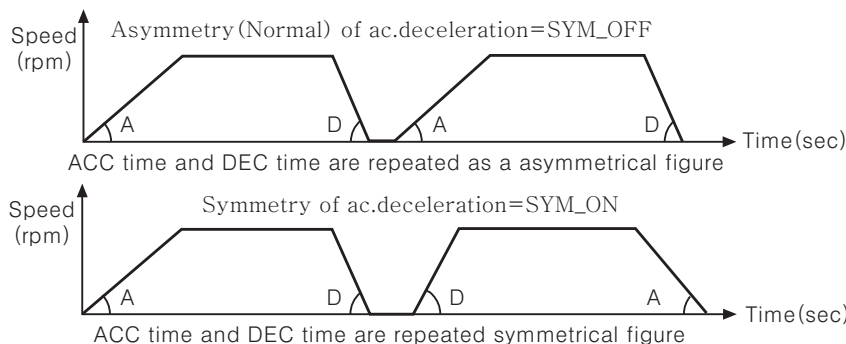 Speed
(rpm)
Asymmetry(Normal) of ac.deceleration=SYM_OFF
A D A D
Time(sec)
ACC time and DEC time are repeated as a asymmetrical figure
Speed
(rpm)
Symmetry of ac.deceleration=SYM_ON
A D D A
Time(sec)
ACC time and DEC time are repeated symmetrical figure